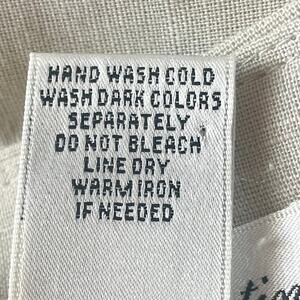 HAND WASH COLD
WASH DARK COLORS
SEPARATELY
DO NOT BLEACH
LINE DRY
WARM IRON
IF NEEDED